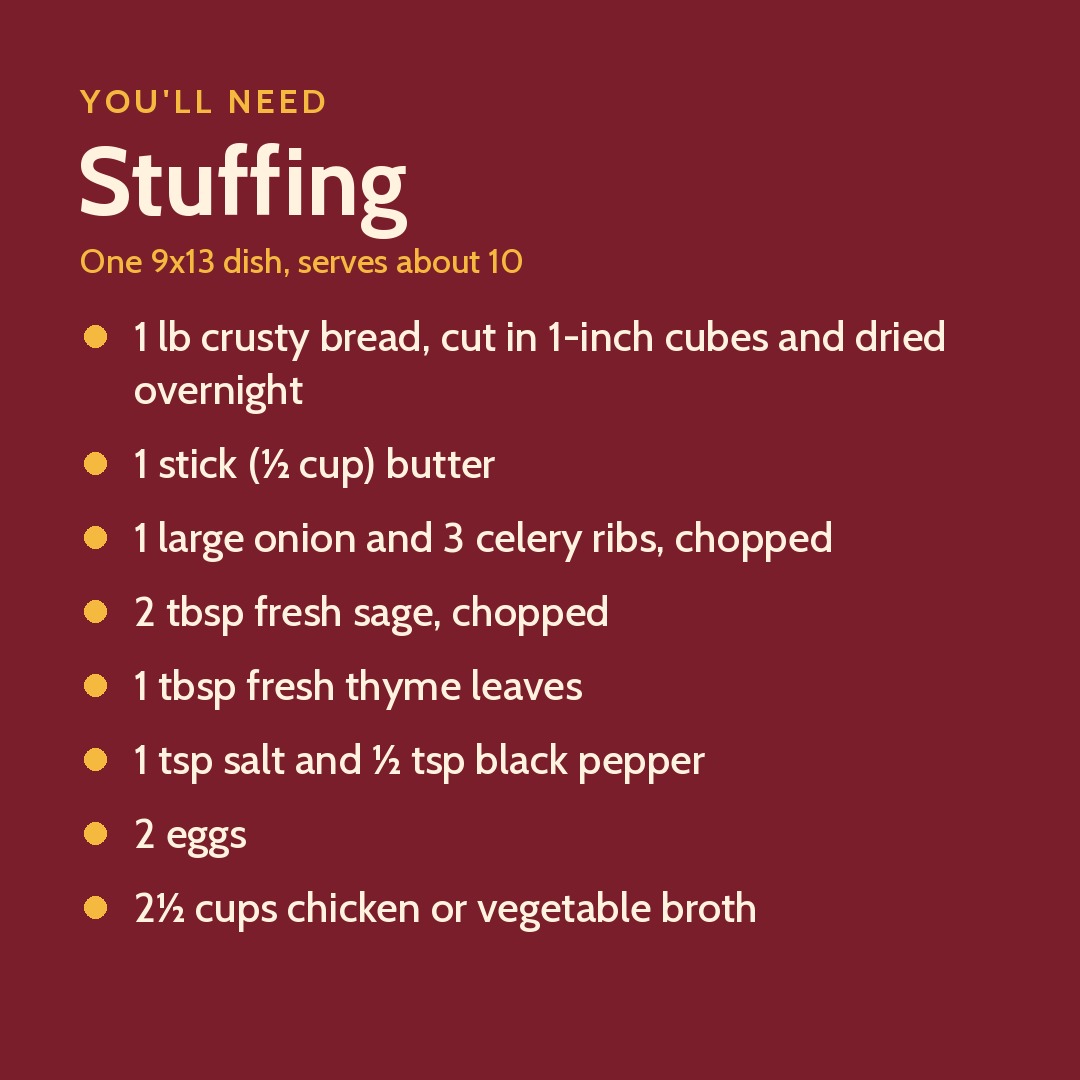 YOU'LL NEED
Stuffing
One 9x13 dish, serves about 10
1 lb crusty bread, cut in 1-inch cubes and dried
overnight
1 stick (½ cup) butter
1 large onion and 3 celery ribs, chopped
2 tbsp fresh sage, chopped
1 tbsp fresh thyme leaves
1 tsp salt and ½ tsp black pepper
2 eggs
2½ cups chicken or vegetable broth